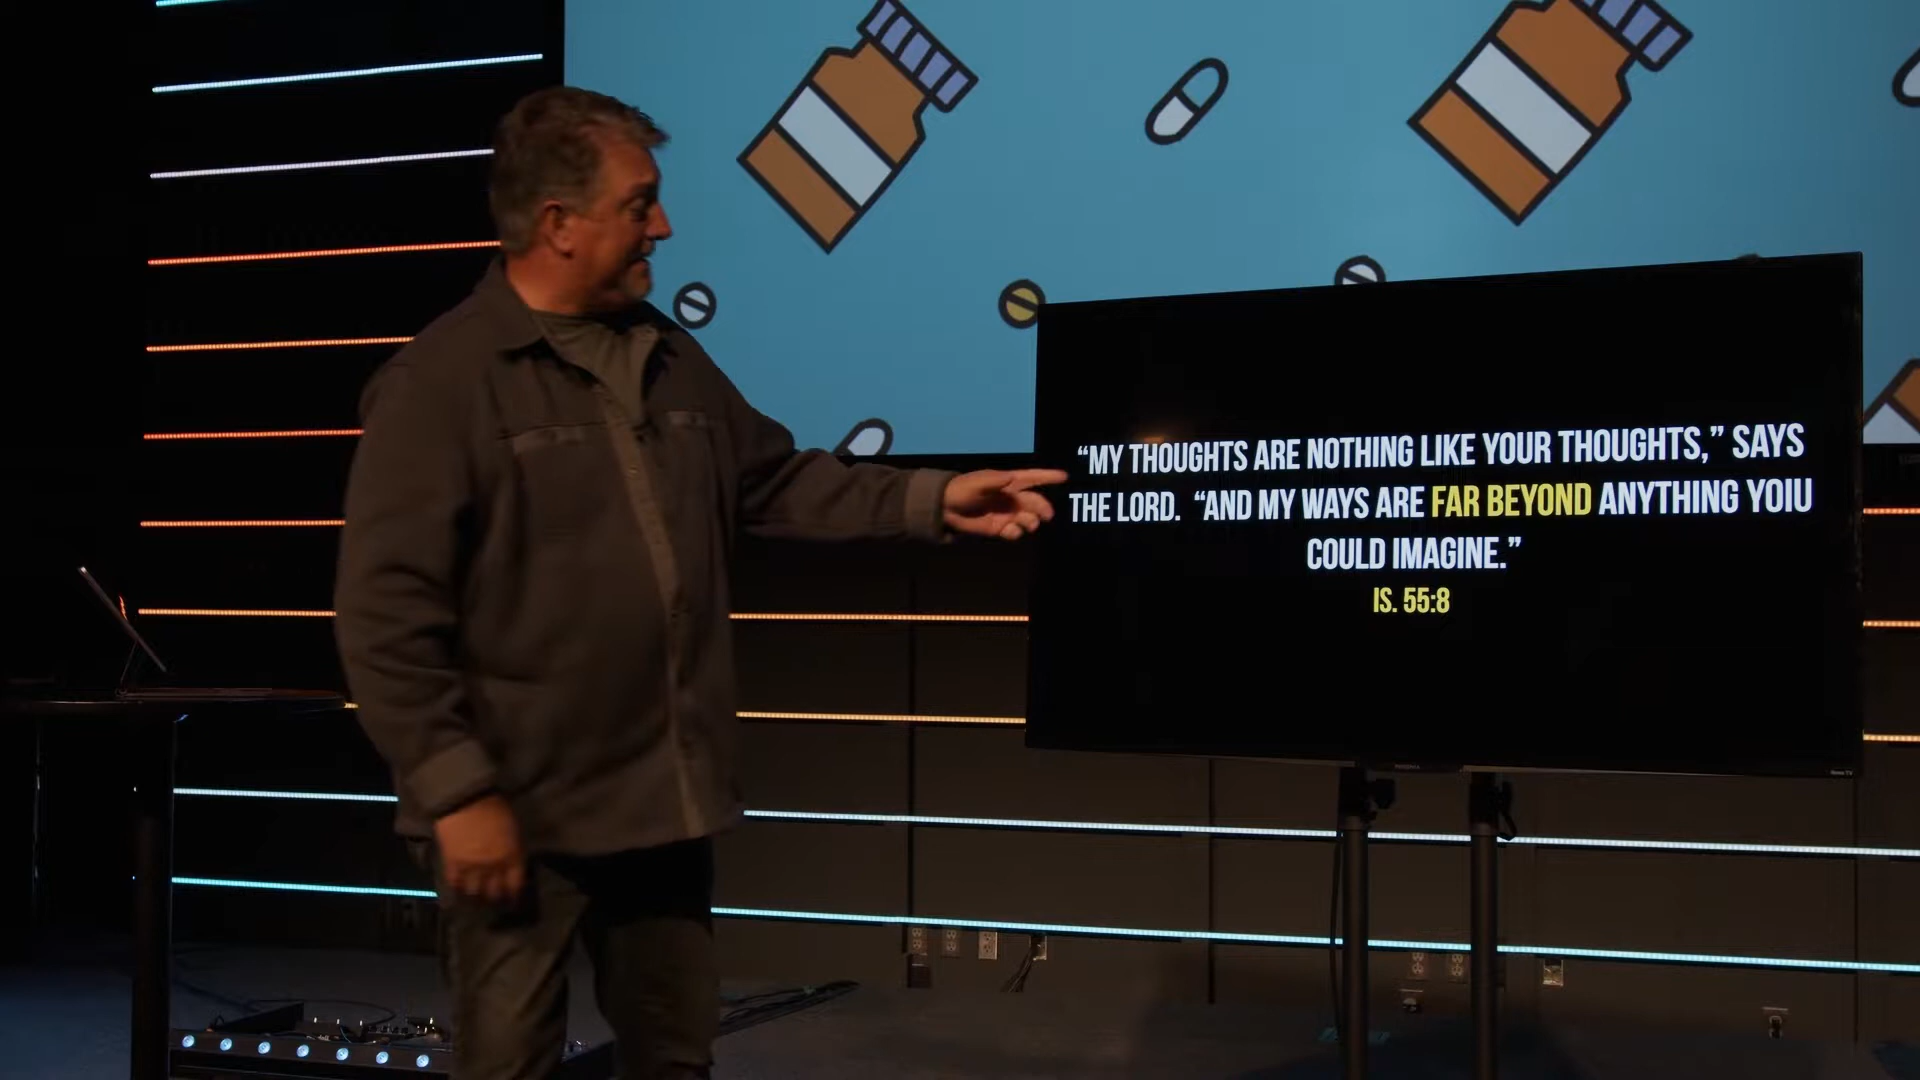 “MY THOUGHTS ARE NOTHING LIKE YOUR THOUGHTS,” SAYS
THE LORD. “AND MY WAYS ARE FAR BEYOND ANYTHING YOIU
COULD IMAGINE.”
IS. 55:8